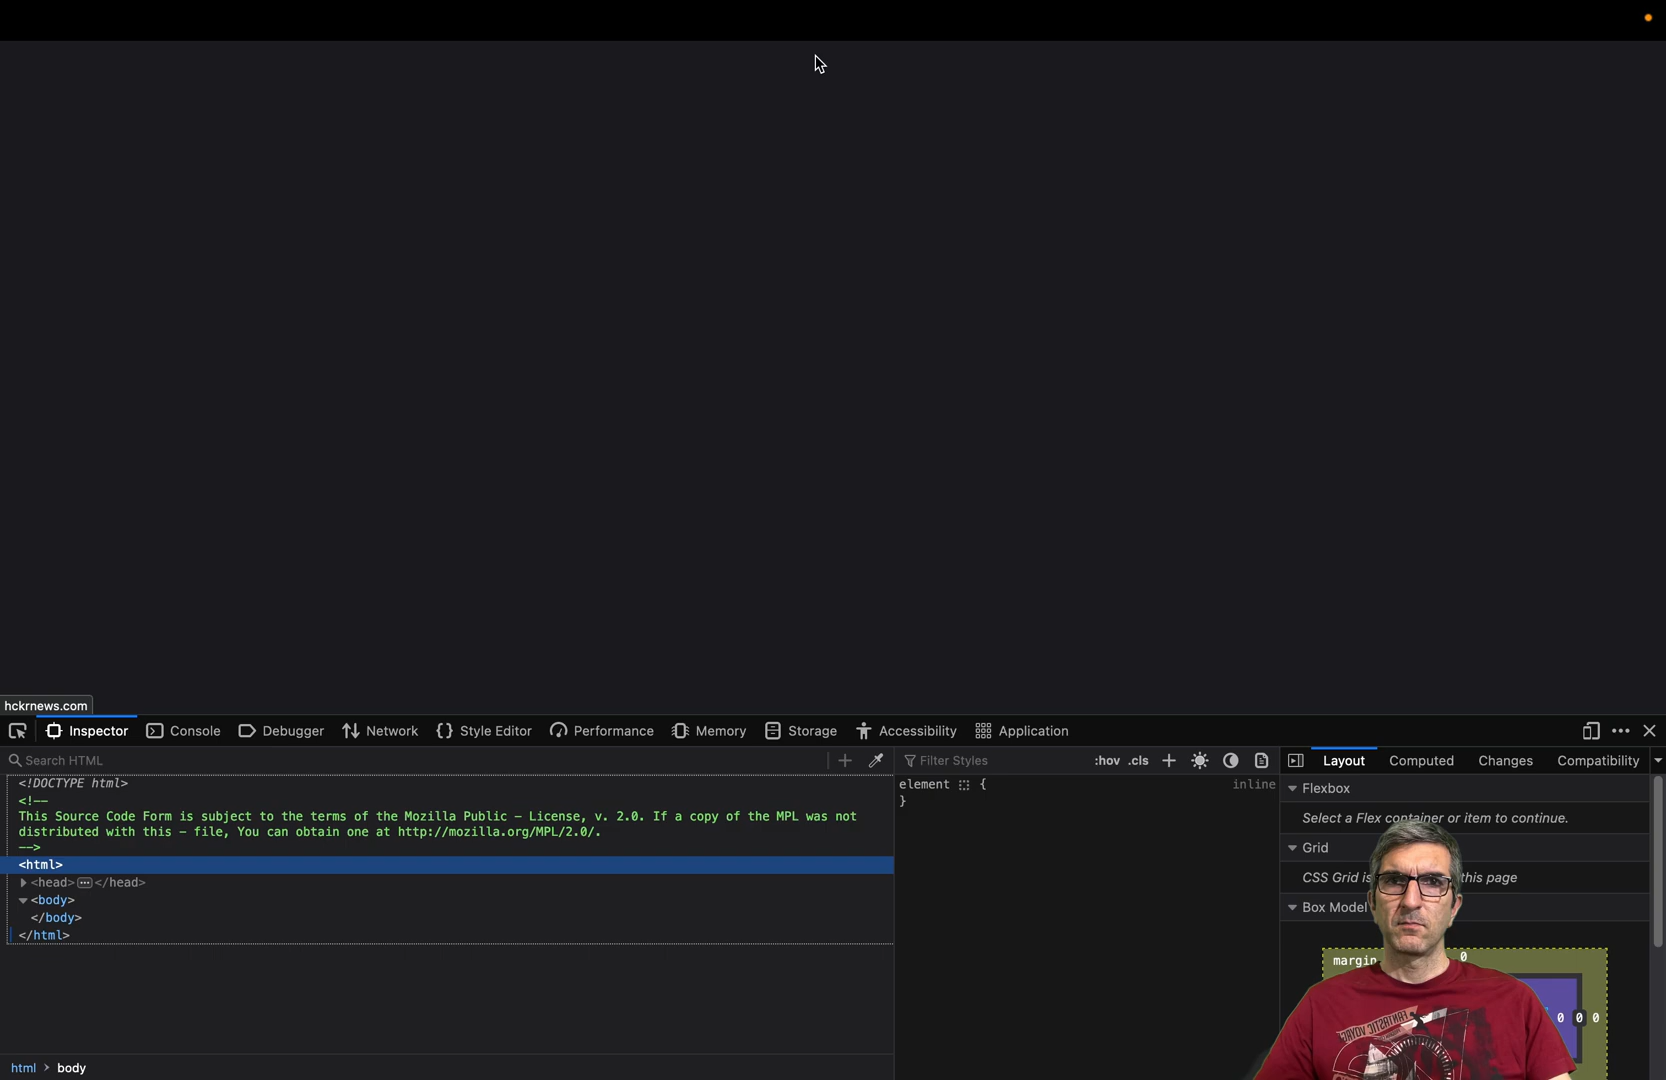 hckrnews.com
Inspector Console Debugger Network Style Editor Performance Memory Storage Accessibility Application
Search HTML
<!DOCTYPE html>
<!--
This Source Code Form is subject to the terms of the Mozilla Public - License, v. 2.0. If a copy of the MPL was not
distributed with this - file, You can obtain one at http://mozilla.org/MPL/2.0/.
-->
<html>
<head> </head>
<body>
</body>
</html>
html > body
Filter Styles :hov .cls
element { inline
}
Layout Computed Changes Compatibility
Flexbox
Select a Flex container or item to continue.
Grid
CSS Grid is this page
Box Model
margin 0
0 0 0